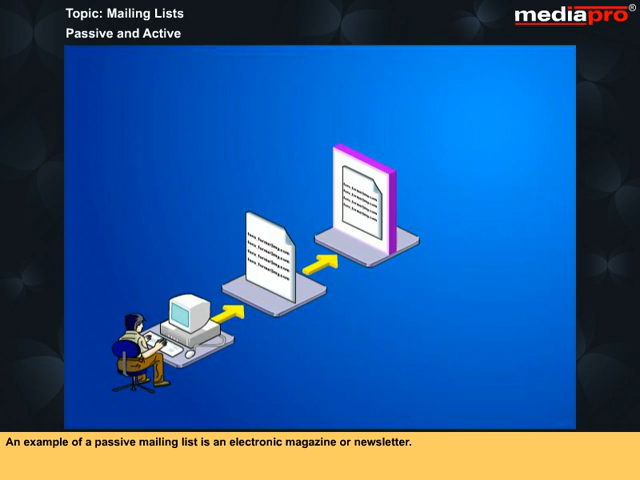 Topic: Mailing Lists
Passive and Active
mediapro®
An example of a passive mailing list is an electronic magazine or newsletter.